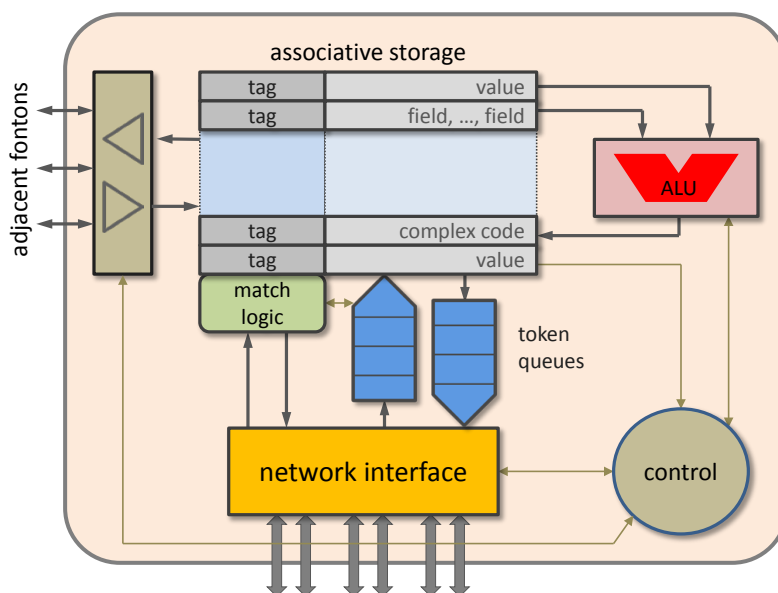 associative storage
adjacent fontons
tag value
tag field, ..., field
ALU
tag complex code
tag value
match
logic
token
queues
network interface
control